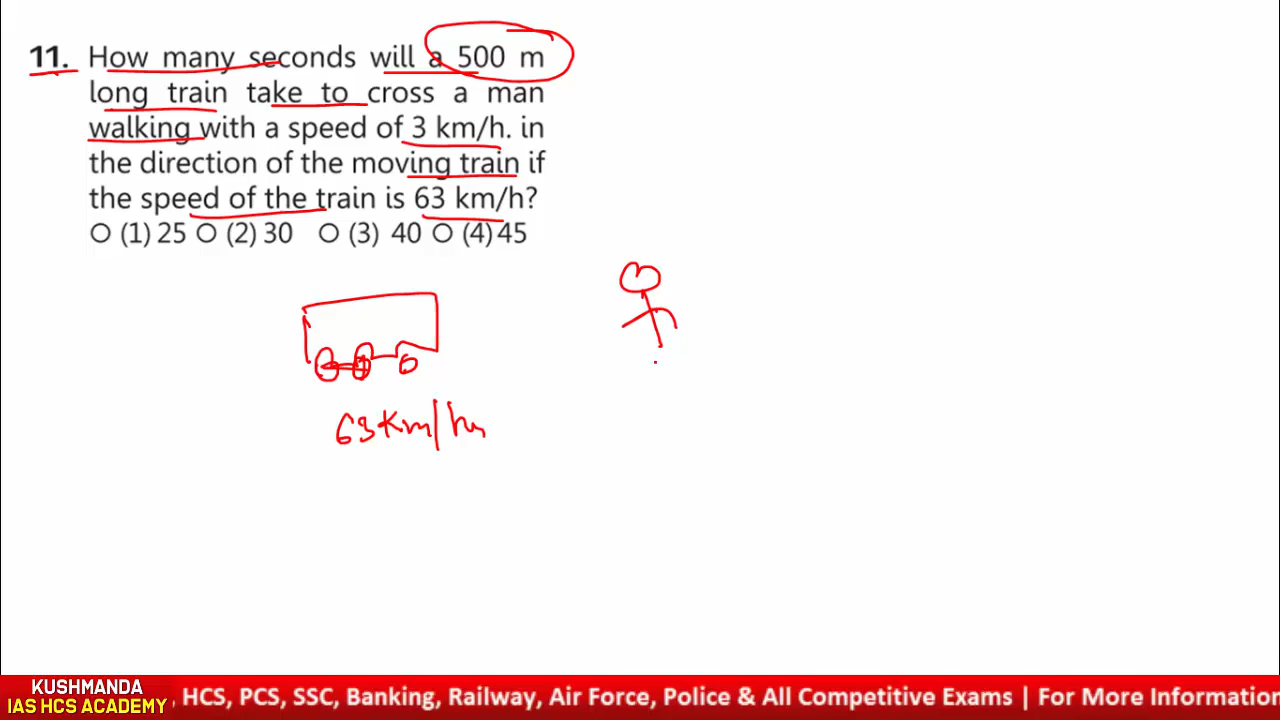 11. How many seconds will a 500 m
long train take to cross a man
walking with a speed of 3 km/h. in
the direction of the moving train if
the speed of the train is 63 km/h?
(1) 25 (2) 30 (3) 40 (4) 45
63 Km/hr
KUSHMANDA
IAS HCS ACADEMY
, HCS, PCS, SSC, Banking, Railway, Air Force, Police & All Competitive Exams | For More Information